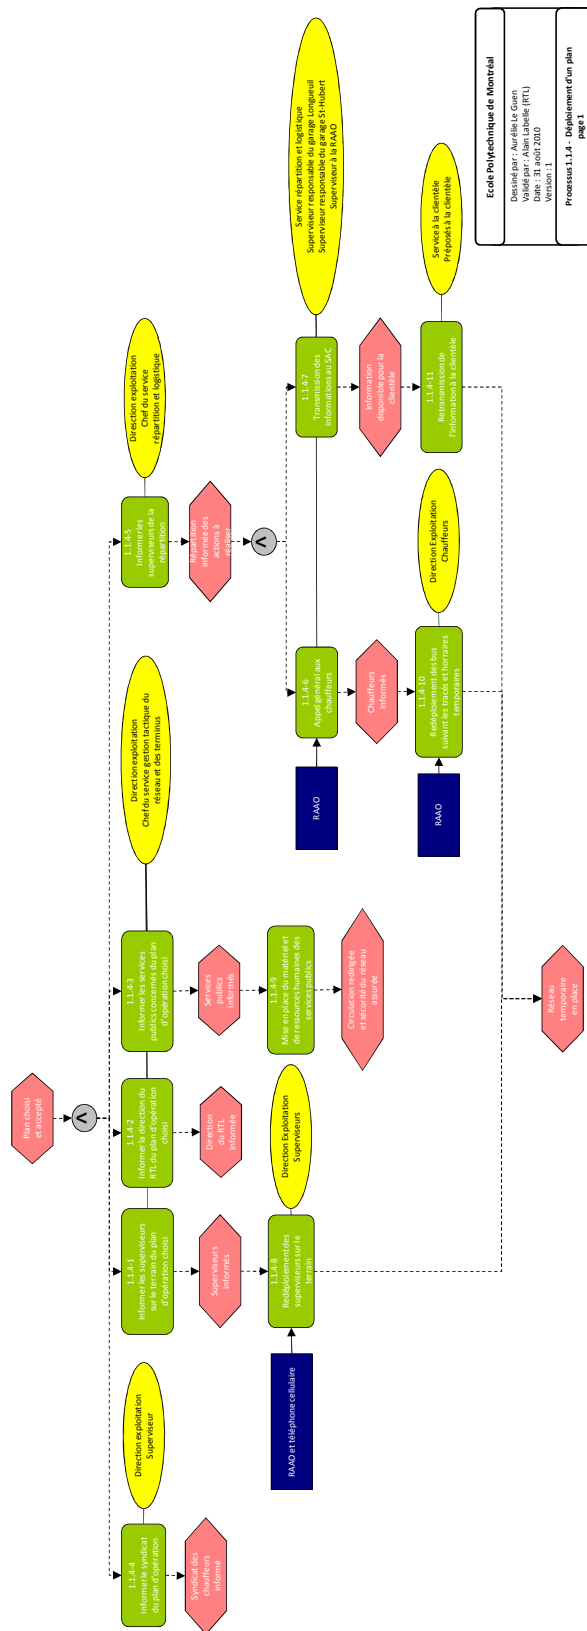 Plan choisi
et accepté
V
1.1.4-4
Informer le syndicat
du plan d'opération
Direction exploitation
Superviseur
1.1.4-1
Informer les superviseurs
sur le terrain du plan
d'opération choisi
1.1.4-2
Informer la direction du
RTL du plan d'opération
choisi
1.1.4-3
Informer les services
publics concernés du plan
d'opération choisi
Direction exploitation
Chef du service gestion tactique du
réseau et des terminus
1.1.4-5
Informer les
superviseurs de la
répartition
Diresction exploitation
Chef du service
répartition et logistique
Syndicat des
chauffeurs
informé
Superviseurs
informés
Direction
du RTL
informée
Services
publics
informés
Répartition
informée des
actions à
réaliser
V
RAAO et téléphone cellulaire
1.1.4-8
Redéploiement des
superviseurs sur le
terrain
Direction Exploitation
Superviseurs
1.1.4-9
Mise en place du matériel et
de ressources humaines des
services publics
RAAO
1.1.4-6
Appel général aux
chauffeurs
1.1.4-7
Transmission des
informations au SAC
Service répartition et logistique
Superviseur responsable du garage Longueuil
Superviseur responsable du garage St-Hubert
Superviseur à la RAAO
Circulation redirigée
et sécurité du réseau
assurée
Chauffeurs
informés
Information
disponible pour la
clientèle
RAAO
1.1.4-10
Redéploiement des bus
suivant les tracés et horraires
temporaires
Direction Exploitation
Chauffeurs
1.1.4-11
Retransmission de
l'information à la clientèle
Service à la clientèle
Préposés à la clientèle
Réseau
temporaire
en place
Ecole Polytechnique de Montréal
Dessiné par : Aurélie Le Guen
Validé par : Alain Labelle (RTL)
Date : 31 août 2010
Version : 1
Processus 1.1.4 - Déploiement d'un plan
page 1